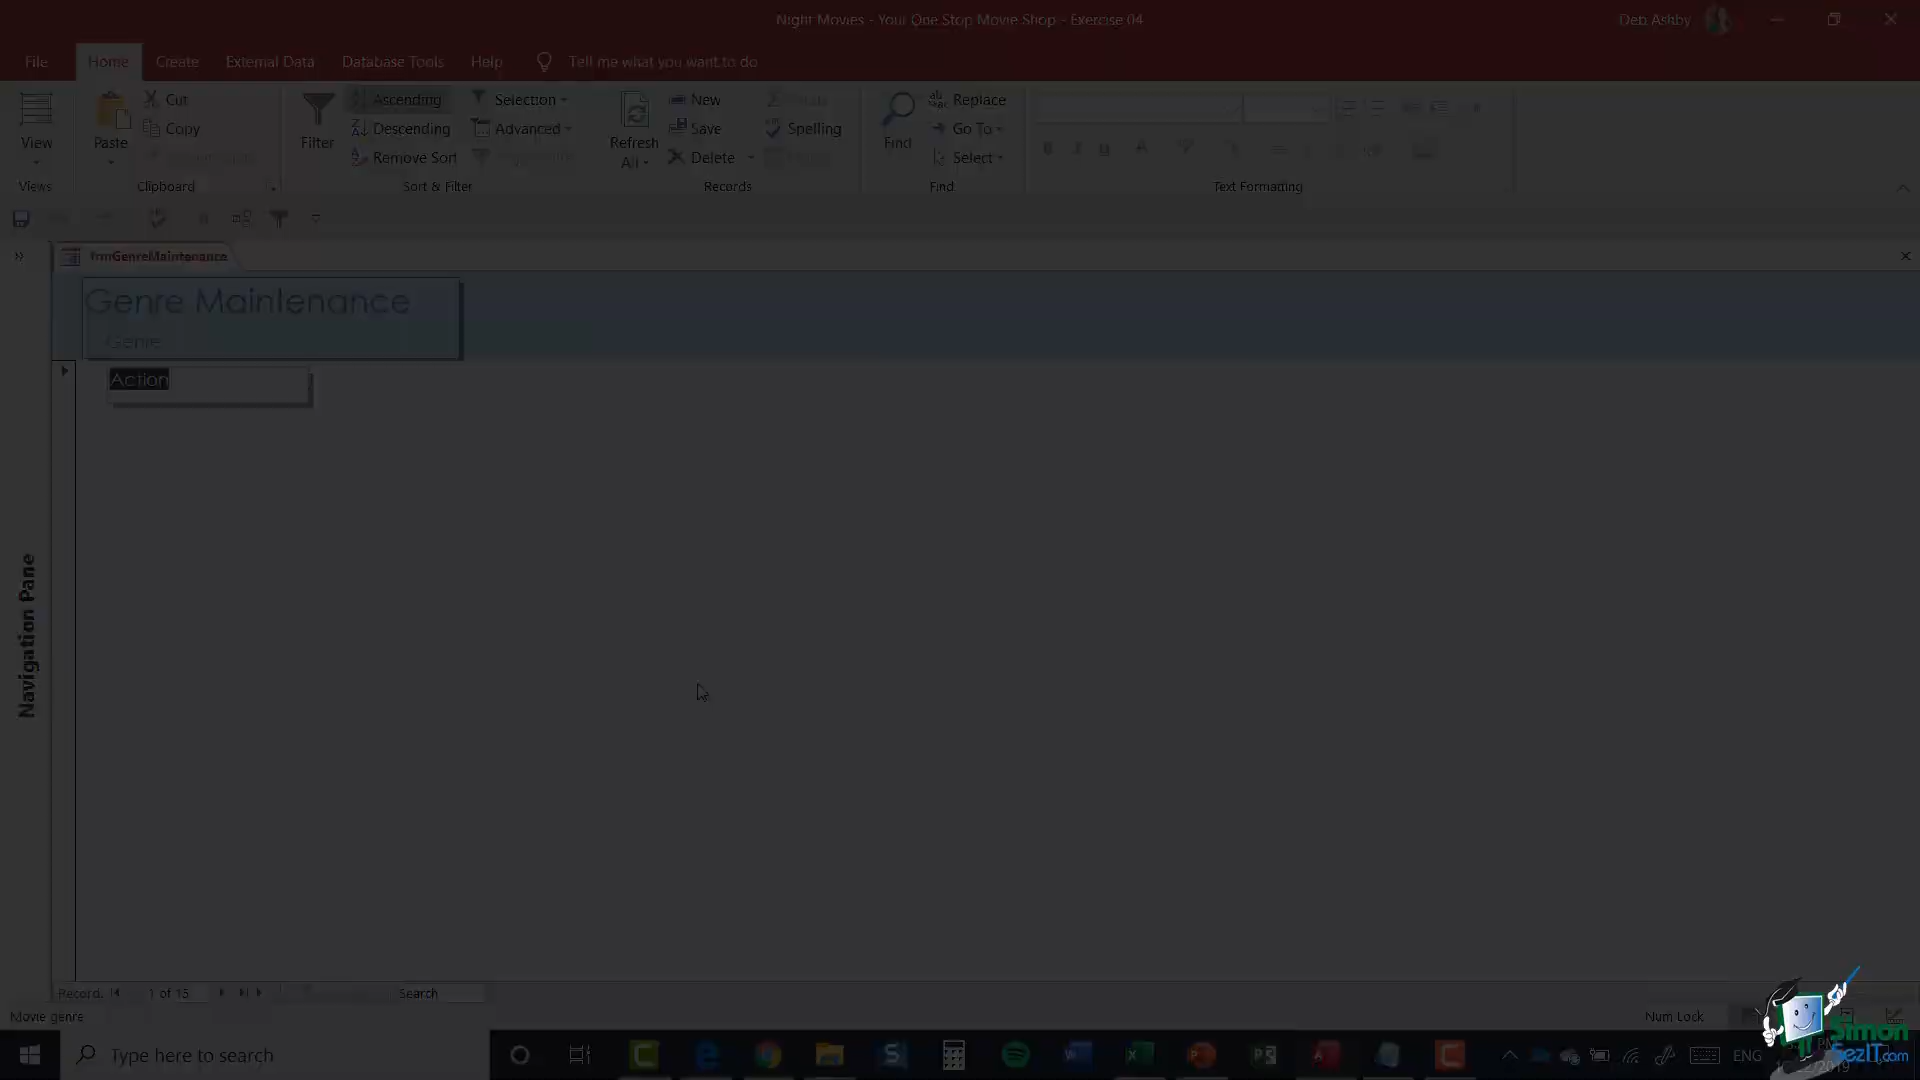 Night Movies - Your One Stop Movie Shop - Exercise 04
Deb Ashby
File
Home
Create
External Data
Database Tools
Help
Tell me what you want to do
View
Paste
Cut
Copy
Filter
Ascending
Descending
Remove Sort
Selection
Advanced
Refresh
All
New
Save
Delete
Spelling
Find
Replace
Go To
Select
Views
Clipboard
Sort & Filter
Records
Find
Text Formatting
frmGenreMaintenance
Genre Maintenance
Genre
Action
Navigation Pane
Record:
1 of 15
Search
Movie genre
Num Lock
Type here to search
ENG
Simon
SezIT.com